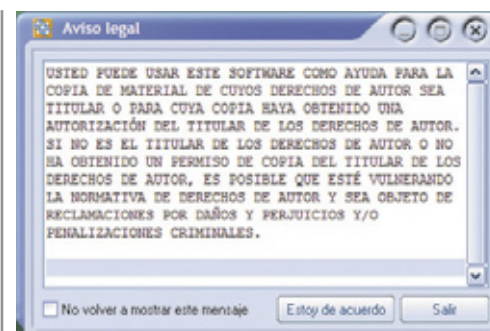 Aviso legal
USTED PUEDE USAR ESTE SOFTWARE COMO AYUDA PARA LA
COPIA DE MATERIAL DE CUYOS DERECHOS DE AUTOR SEA
TITULAR O PARA CUYA COPIA HAYA OBTENIDO UNA
AUTORIZACIÓN DEL TITULAR DE LOS DERECHOS DE AUTOR.
SI NO ES EL TITULAR DE LOS DERECHOS DE AUTOR O NO
HA OBTENIDO UN PERMISO DE COPIA DEL TITULAR DE LOS
DERECHOS DE AUTOR, ES POSIBLE QUE ESTÉ VULNERANDO
LA NORMATIVA DE DERECHOS DE AUTOR Y SEA OBJETO DE
RECLAMACIONES POR DAÑOS Y PERJUICIOS Y/O
PENALIZACIONES CRIMINALES.
No volver a mostrar este mensaje
Estoy de acuerdo
Salir